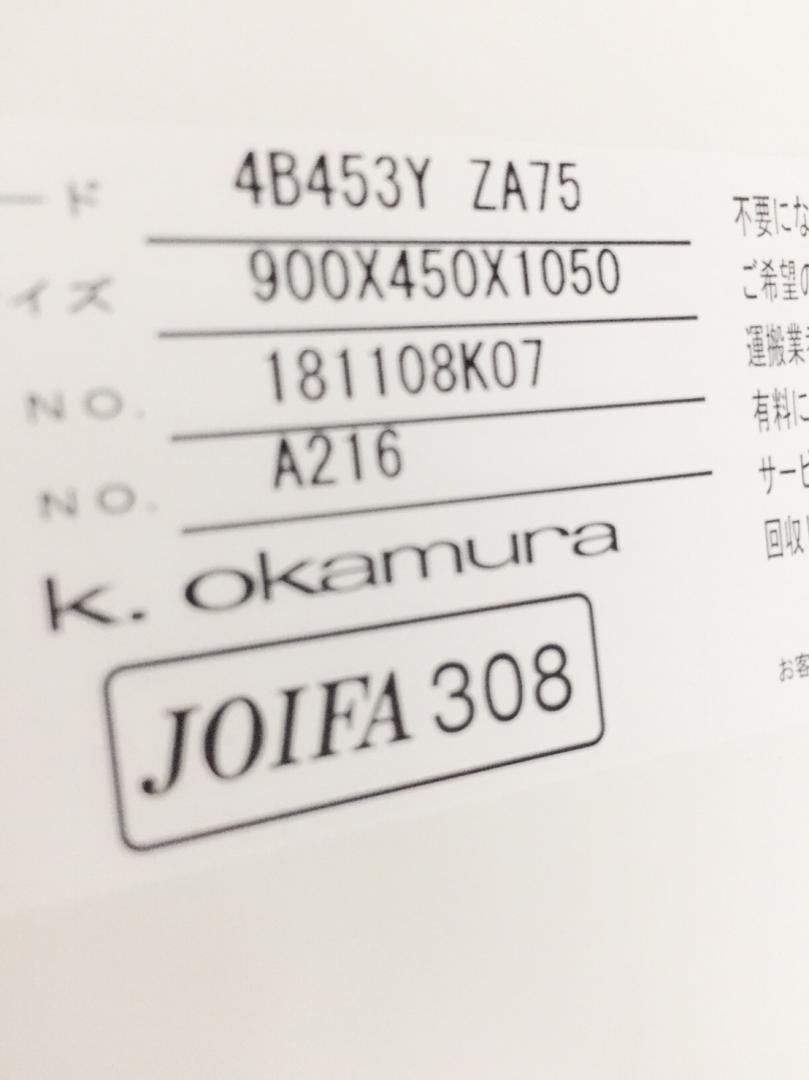 ード 4B453Y ZA75
イズ 900X450X1050
NO. 181108K07
NO. A216
k. okamura
JOIFA 308
不要にな
ご希望の
運搬業
有料に
サービ
回収
お客